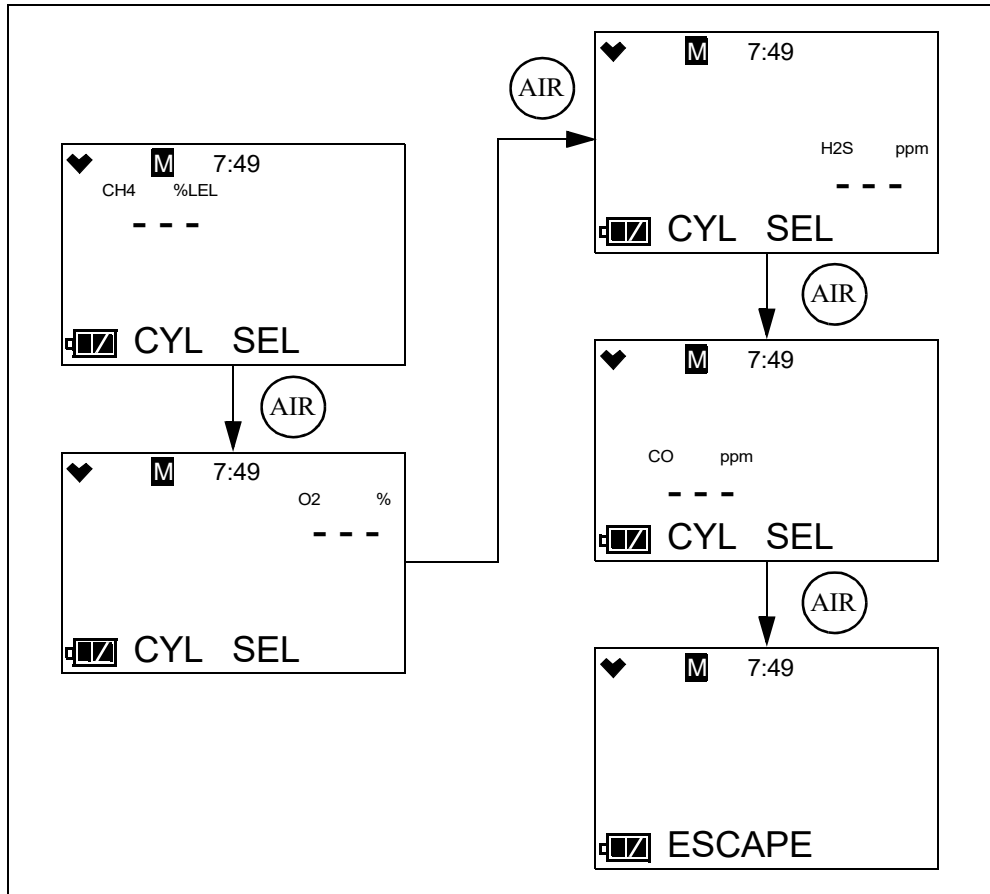 M 7:49
CH4 %LEL
- - -
CYL SEL
AIR
M 7:49
O2 %
- - -
CYL SEL
AIR
M 7:49
H2S ppm
- - -
CYL SEL
AIR
M 7:49
CO ppm
- - -
CYL SEL
AIR
M 7:49
ESCAPE